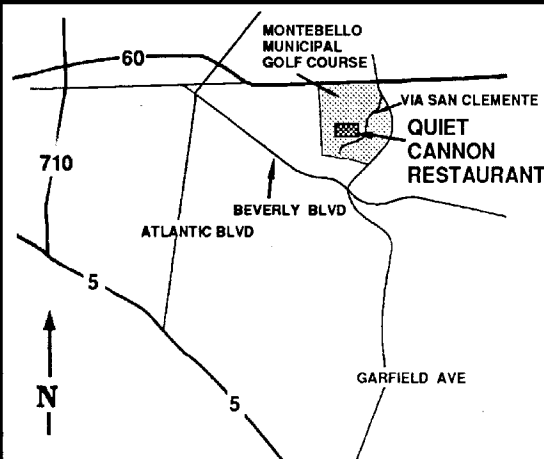 MONTEBELLO
MUNICIPAL
GOLF COURSE
60
VIA SAN CLEMENTE
QUIET
CANNON
RESTAURANT
710
BEVERLY BLVD
ATLANTIC BLVD
5
GARFIELD AVE
N
5